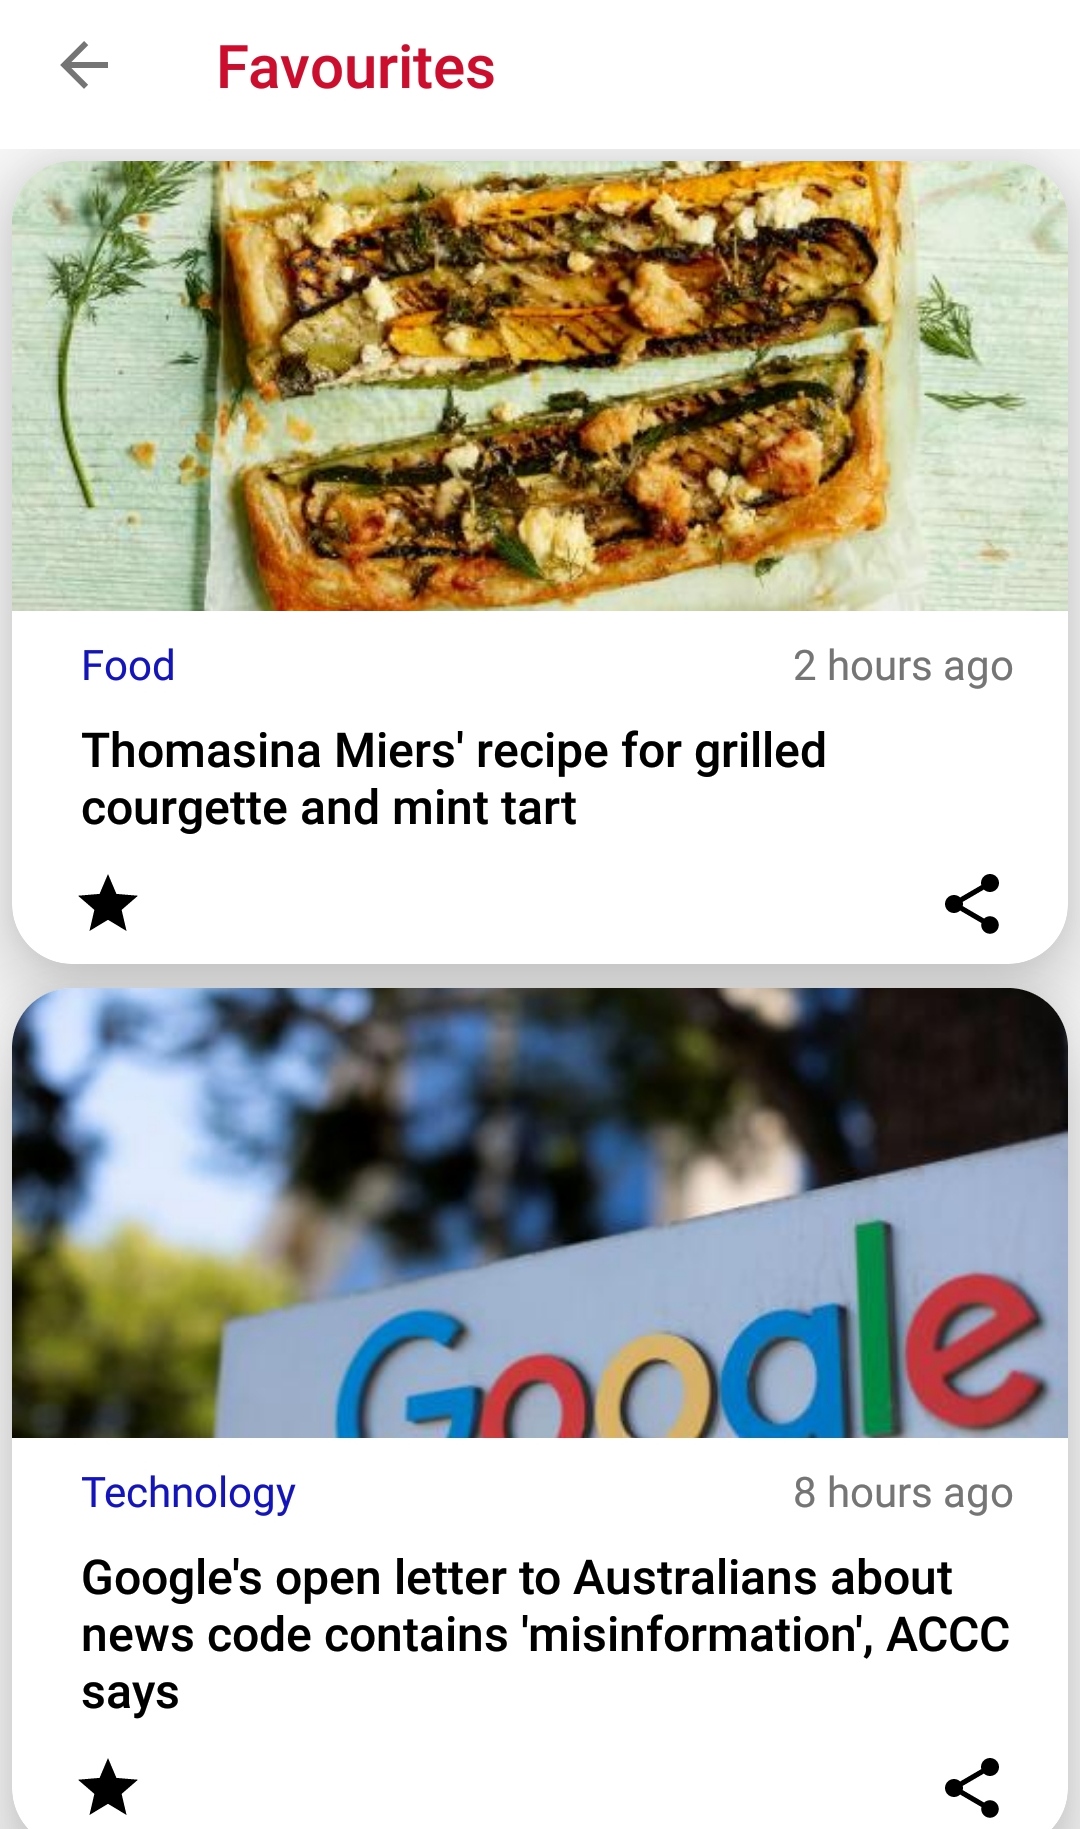 Favourites
Food
2 hours ago
Thomasina Miers' recipe for grilled
courgette and mint tart
Google
Technology
8 hours ago
Google's open letter to Australians about
news code contains 'misinformation', ACCC
says